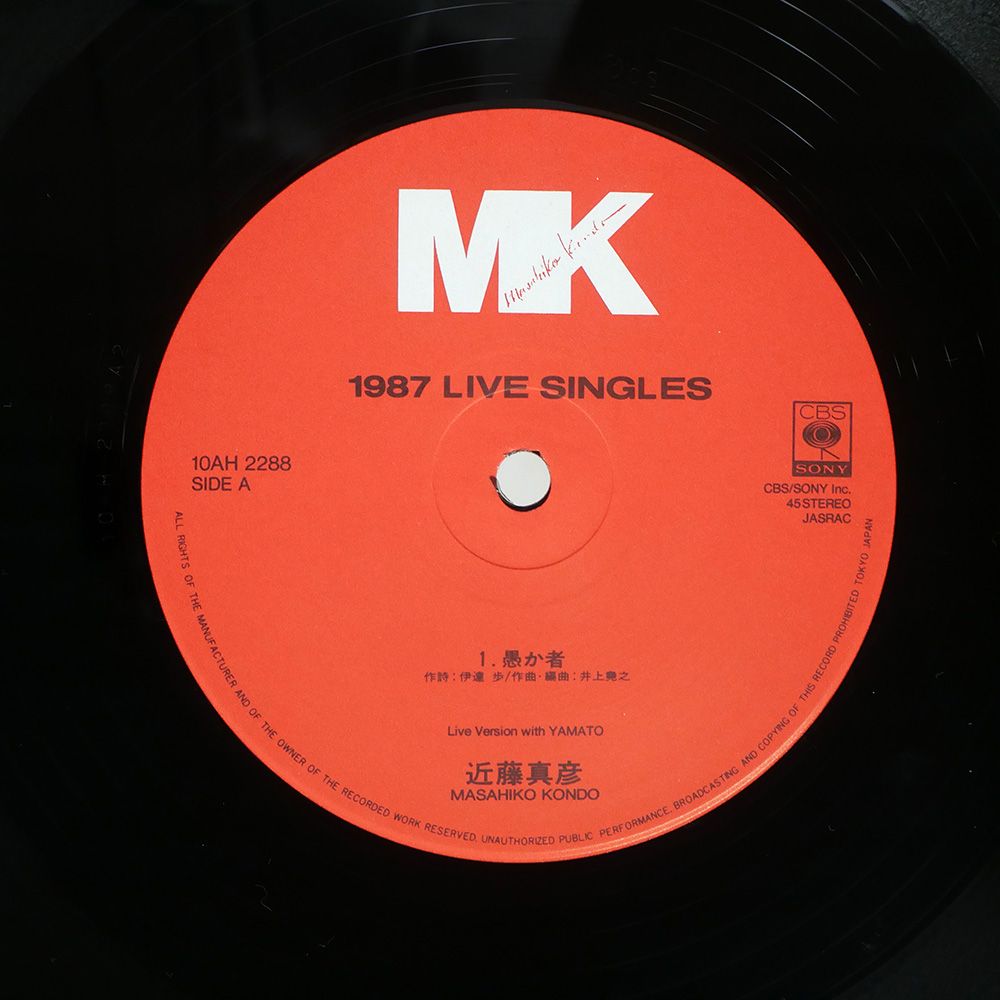 MK
Masahiko Kondo
1987 LIVE SINGLES
10AH 2288
SIDE A
CBS
SONY
CBS/SONY Inc.
45 STEREO
JASRAC
1. 愚か者
作詩：伊達 歩/作曲・編曲：井上堯之
Live Version with YAMATO
近藤真彦
MASAHIKO KONDO
ALL RIGHTS OF THE MANUFACTURER AND OF THE OWNER OF THE RECORDED WORK RESERVED. UNAUTHORIZED PUBLIC PERFORMANCE, BROADCASTING AND COPYING OF THIS RECORD PROHIBITED TOKYO JAPAN